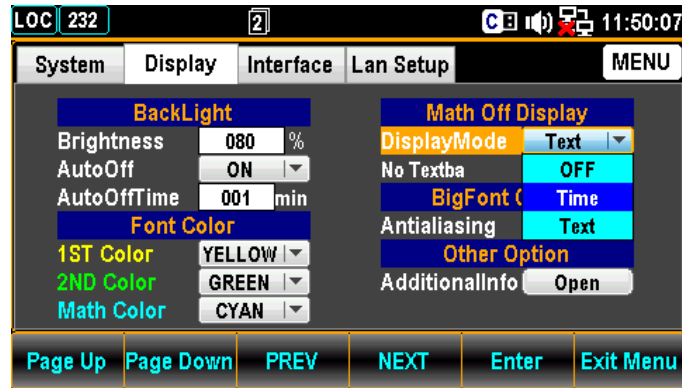 LOC 232 2 C 11:50:07
System Display Interface Lan Setup MENU
BackLight
Brightness 080 %
AutoOff ON
AutoOffTime 001 min
Font Color
1ST Color YELLOW
2ND Color GREEN
Math Color CYAN
Math Off Display
DisplayMode Text
No Textba OFF
BigFont Time
Antialiasing Text
Other Option
AdditionalInfo Open
Page Up Page Down PREV NEXT Enter Exit Menu